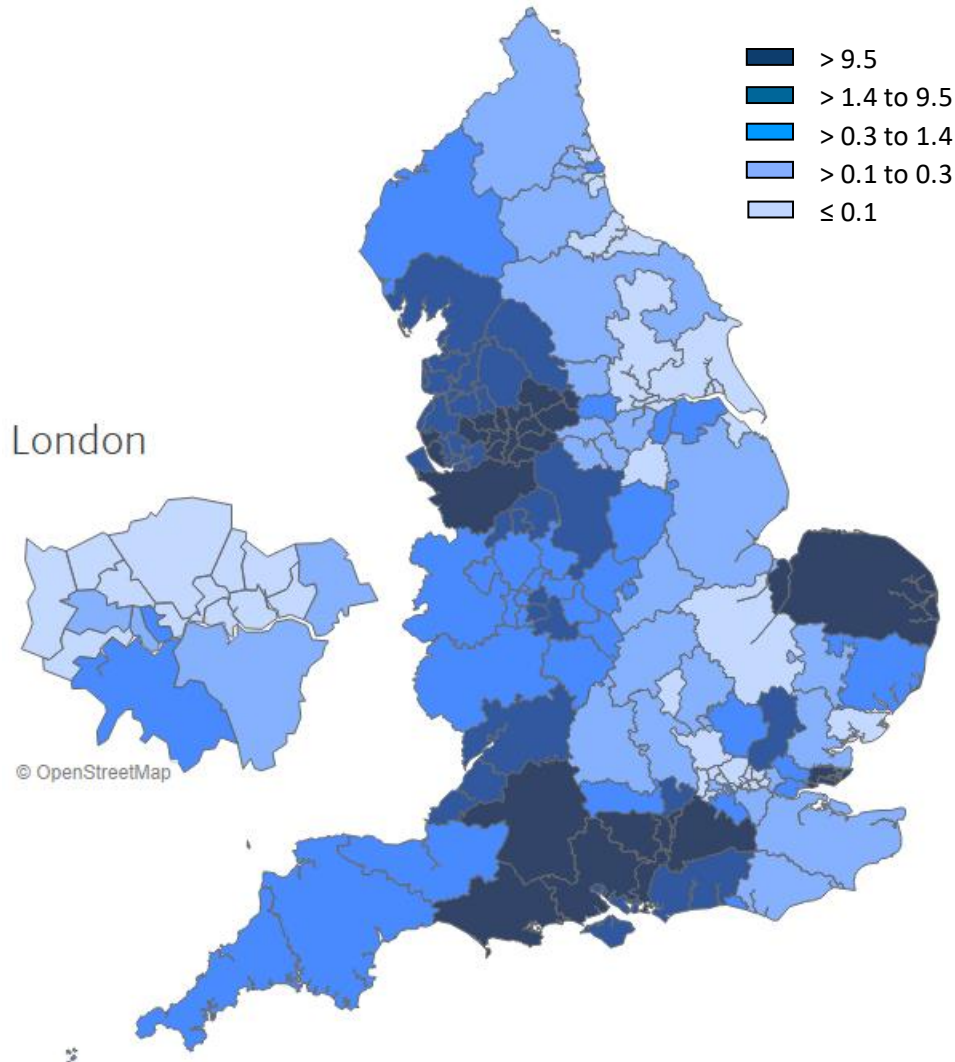 > 9.5
> 1.4 to 9.5
> 0.3 to 1.4
> 0.1 to 0.3
≤ 0.1
London
© OpenStreetMap